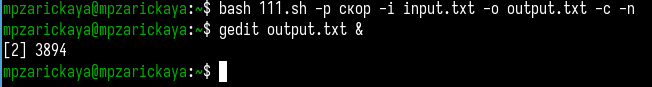 mpzarickaya@mpzarickaya:~$ bash 111.sh -p скор -i input.txt -o output.txt -c -n
mpzarickaya@mpzarickaya:~$ gedit output.txt &
[2] 3894
mpzarickaya@mpzarickaya:~$